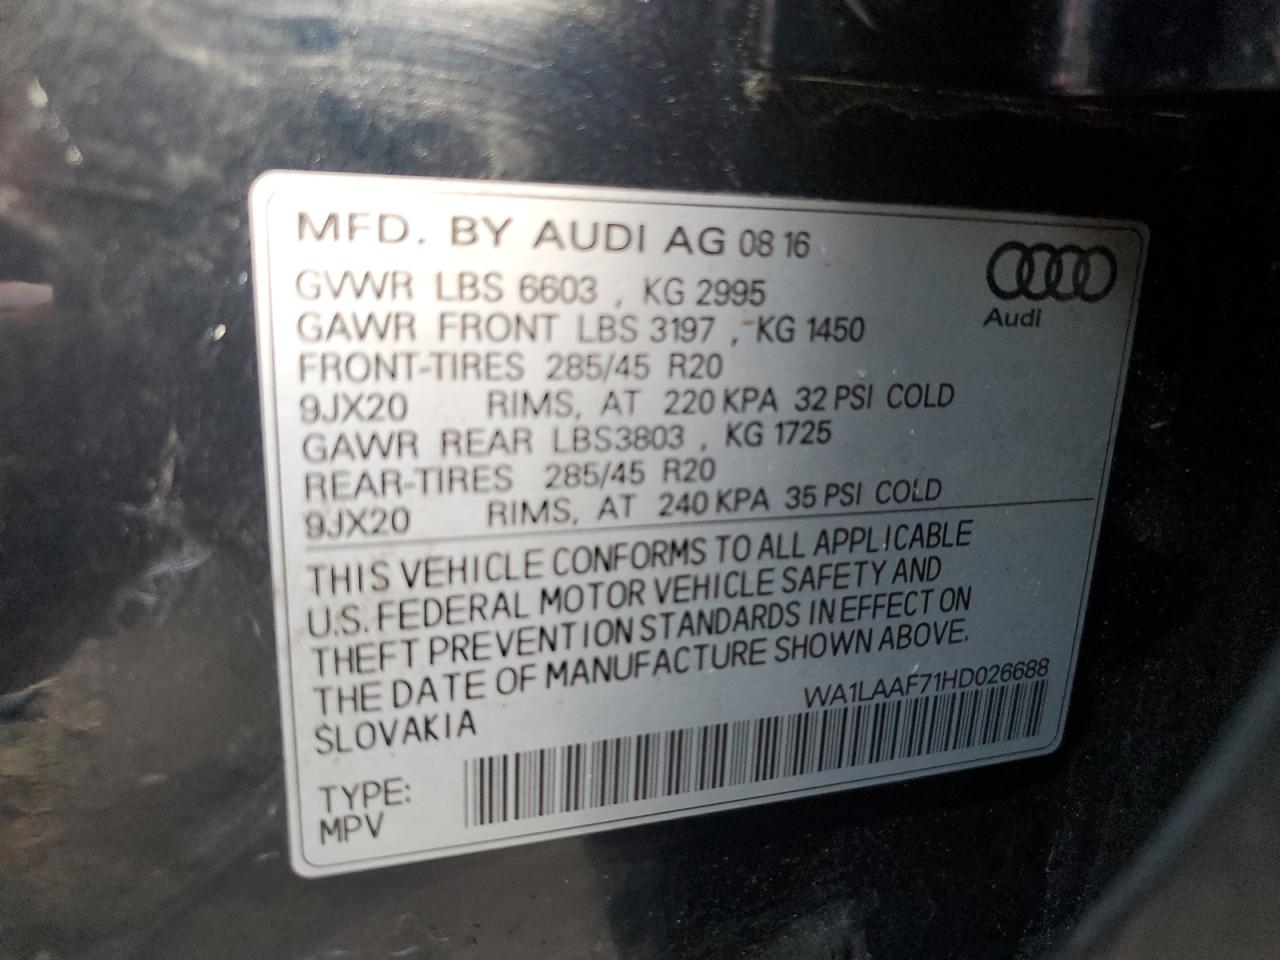 MFD. BY AUDI AG 08 16
Audi
GVWR LBS 6603 , KG 2995
GAWR FRONT LBS 3197 , KG 1450
FRONT-TIRES 285/45 R20
9JX20 RIMS, AT 220 KPA 32 PSI COLD
GAWR REAR LBS3803 , KG 1725
REAR-TIRES 285/45 R20
9JX20 RIMS, AT 240 KPA 35 PSI COLD
THIS VEHICLE CONFORMS TO ALL APPLICABLE
U.S. FEDERAL MOTOR VEHICLE SAFETY AND
THEFT PREVENTION STANDARDS IN EFFECT ON
THE DATE OF MANUFACTURE SHOWN ABOVE.
SLOVAKIA
WA1LAAF71HD026688
TYPE:
MPV